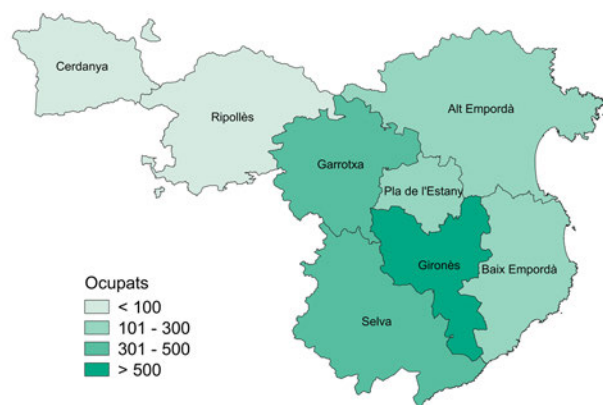 Cerdanya
Ripollès
Alt Empordà
Garrotxa
Pla de l'Estany
Gironès
Baix Empordà
Selva
Ocupats
< 100
101 - 300
301 - 500
> 500